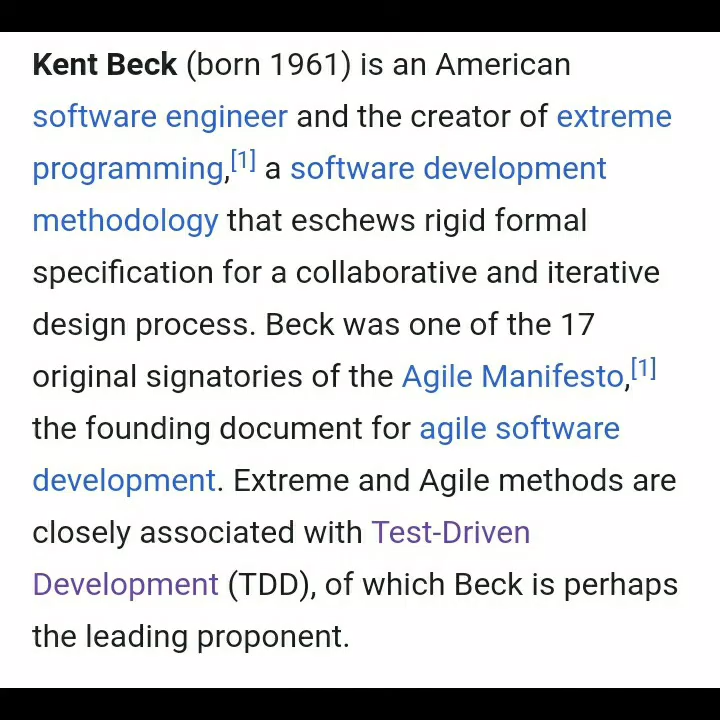 Kent Beck (born 1961) is an American
software engineer and the creator of extreme
programming,[1] a software development
methodology that eschews rigid formal
specification for a collaborative and iterative
design process. Beck was one of the 17
original signatories of the Agile Manifesto,[1]
the founding document for agile software
development. Extreme and Agile methods are
closely associated with Test-Driven
Development (TDD), of which Beck is perhaps
the leading proponent.